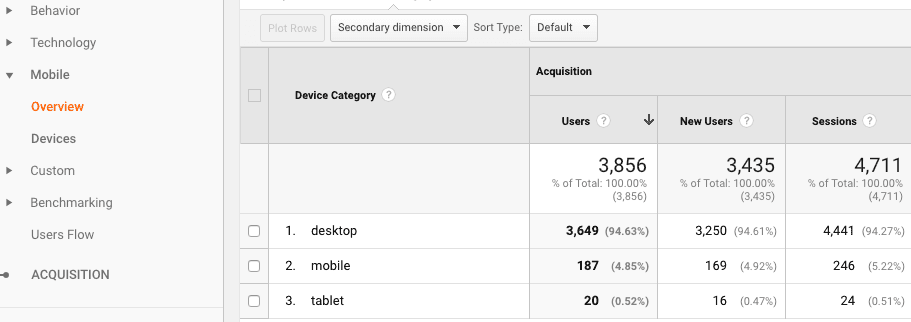 Behavior
Technology
Mobile
Overview
Devices
Custom
Benchmarking
Users Flow
ACQUISITION
Plot Rows Secondary dimension Sort Type: Default
Acquisition
Device Category ? Users ? New Users ? Sessions ?
3,856 3,435 4,711
% of Total: 100.00% % of Total: 100.00% % of Total: 100.00%
(3,856) (3,435) (4,711)
1. desktop 3,649 (94.63%) 3,250 (94.61%) 4,441 (94.27%)
2. mobile 187 (4.85%) 169 (4.92%) 246 (5.22%)
3. tablet 20 (0.52%) 16 (0.47%) 24 (0.51%)